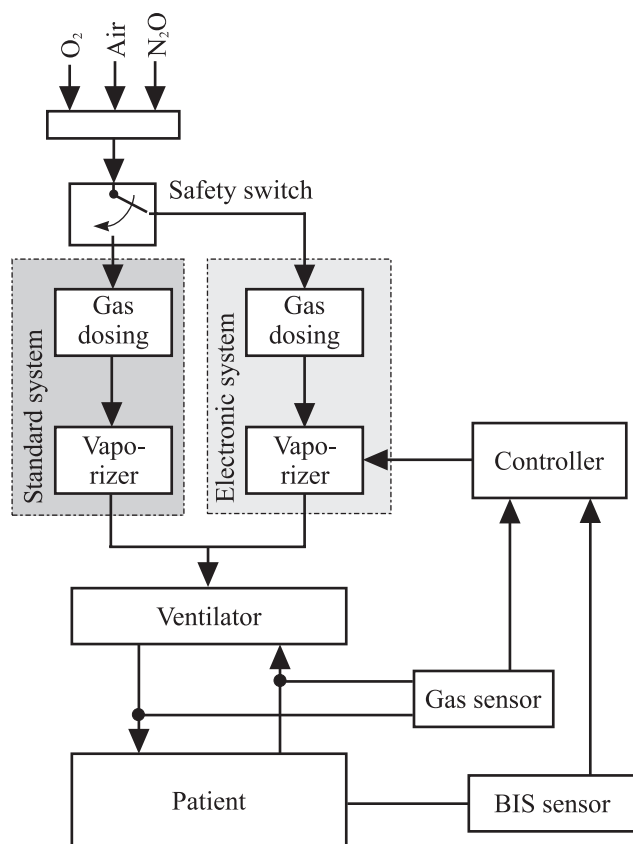 O₂
Air
N₂O
Safety switch
Gas
dosing
Vapo-
rizer
Standard system
Gas
dosing
Vapo-
rizer
Electronic system
Controller
Ventilator
Gas sensor
Patient
BIS sensor